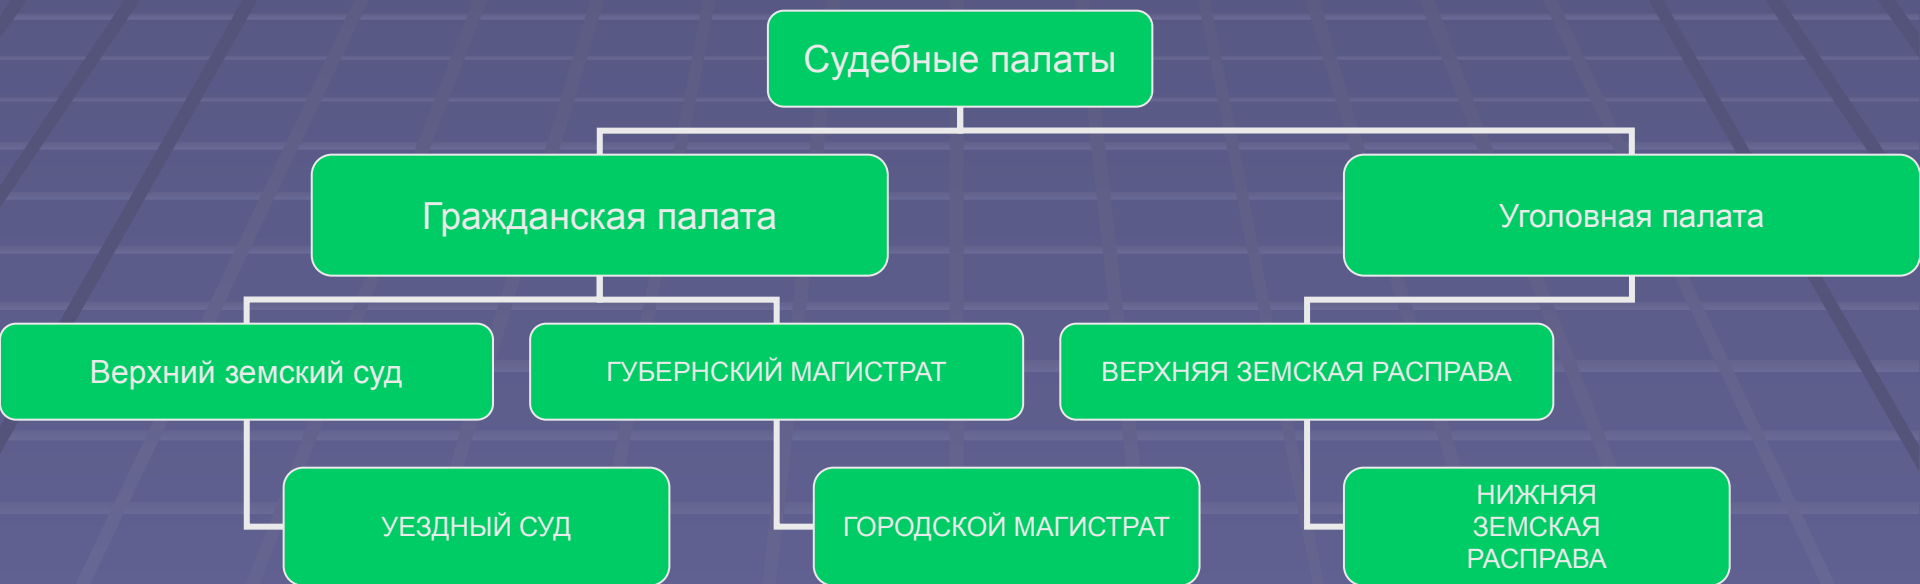 Судебные палаты
Гражданская палата
Уголовная палата
Верхний земский суд
ГУБЕРНСКИЙ МАГИСТРАТ
ВЕРХНЯЯ ЗЕМСКАЯ РАСПРАВА
УЕЗДНЫЙ СУД
ГОРОДСКОЙ МАГИСТРАТ
НИЖНЯЯ
ЗЕМСКАЯ
РАСПРАВА